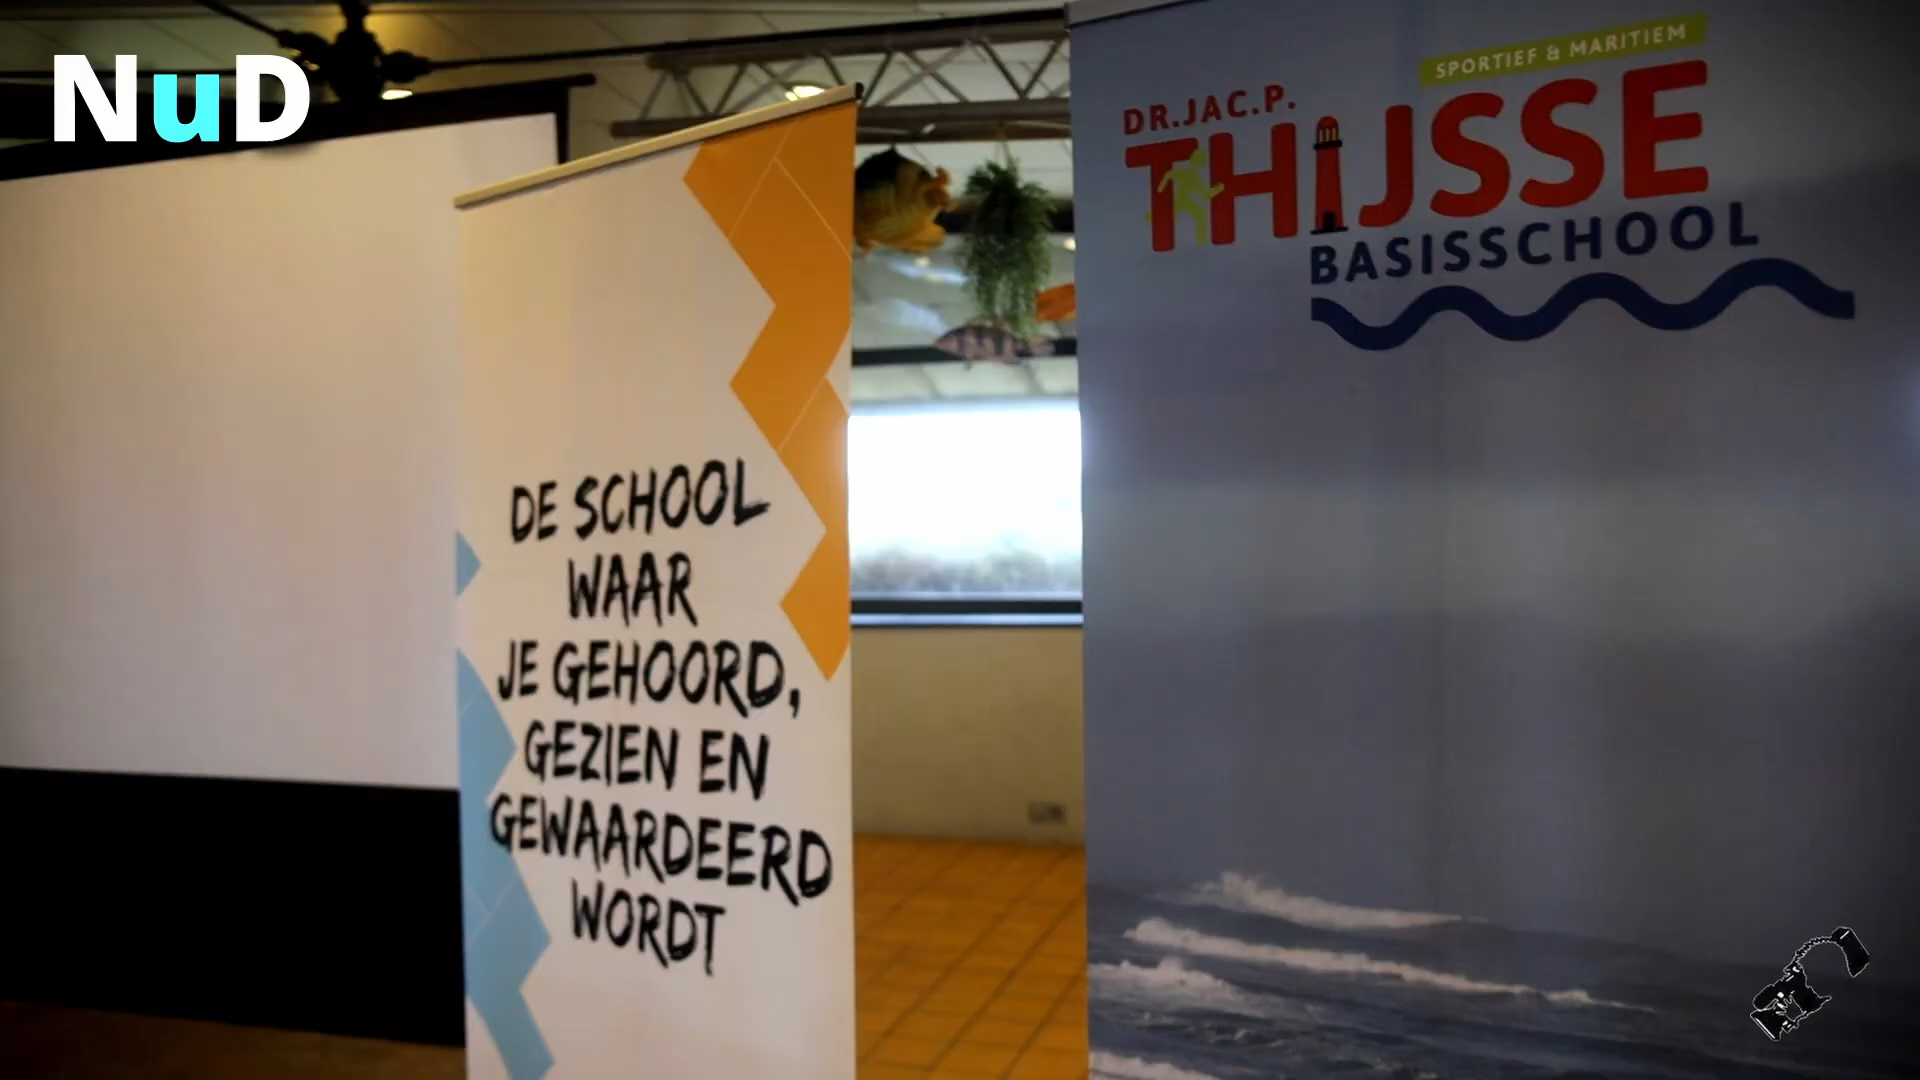 NuD
DE SCHOOL
WAAR
JE GEHOORD,
GEZIEN EN
GEWAARDEERD
WORDT
SPORTIEF & MARITIEM
DR.JAC.P.
THIJSSE
BASISSCHOOL